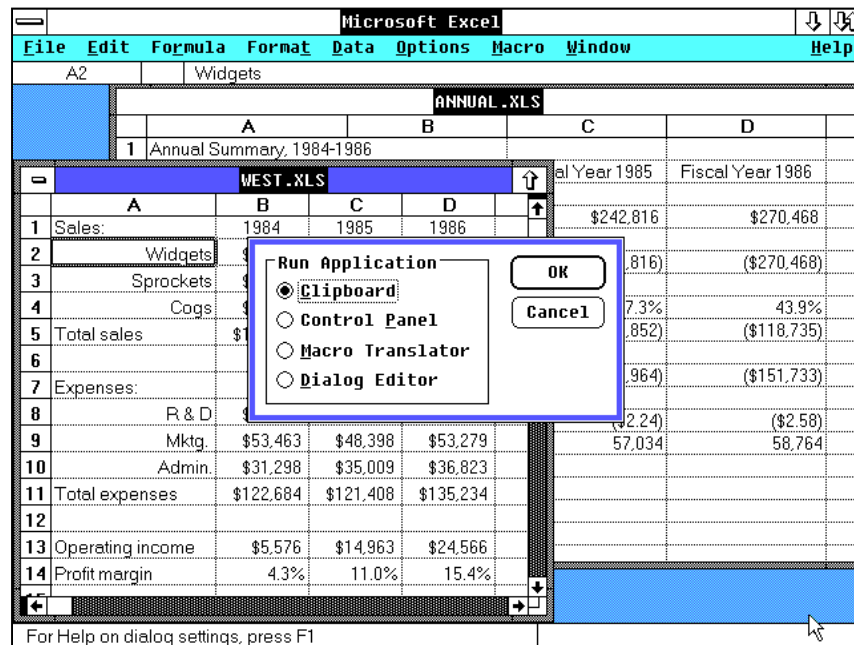 Microsoft Excel
File Edit Formula Format Data Options Macro Window Help
A2 Widgets
ANNUAL.XLS
A B C D
1 Annual Summary, 1984-1986
al Year 1985 Fiscal Year 1986
$242,816 $270,468
,816) ($270,468)
7.3% 43.9%
,852) ($118,735)
,964) ($151,733)
($2.24) ($2.58)
57,034 58,764
WEST.XLS
A B C D
1 Sales: 1984 1985 1986
2 Widgets
3 Sprockets
4 Cogs
5 Total sales $1
6
7 Expenses:
8 R & D
9 Mktg. $53,463 $48,398 $53,279
10 Admin. $31,298 $35,009 $36,823
11 Total expenses $122,684 $121,408 $135,234
12
13 Operating income $5,576 $14,963 $24,566
14 Profit margin 4.3% 11.0% 15.4%
Run Application
Clipboard
Control Panel
Macro Translator
Dialog Editor
OK
Cancel
For Help on dialog settings, press F1